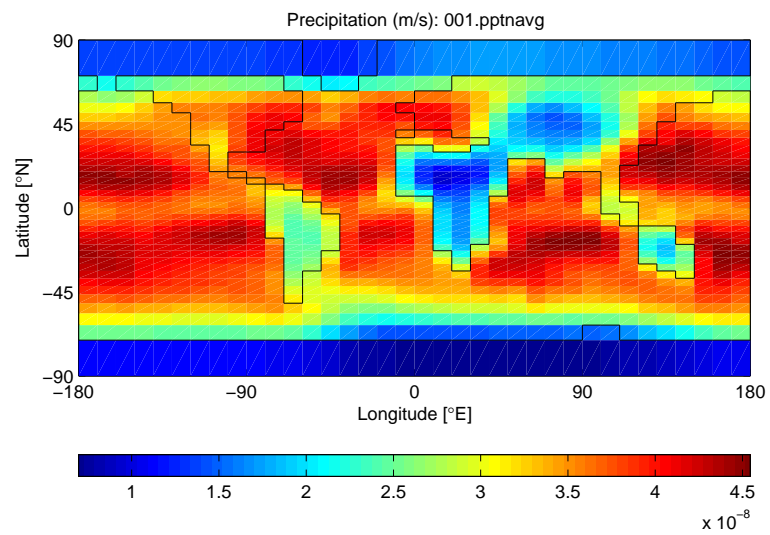 Precipitation (m/s): 001.pptnavg
90
45
0
−45
−90
Latitude [°N]
−180 −90 0 90 180
Longitude [°E]
1 1.5 2 2.5 3 3.5 4 4.5
x 10−8